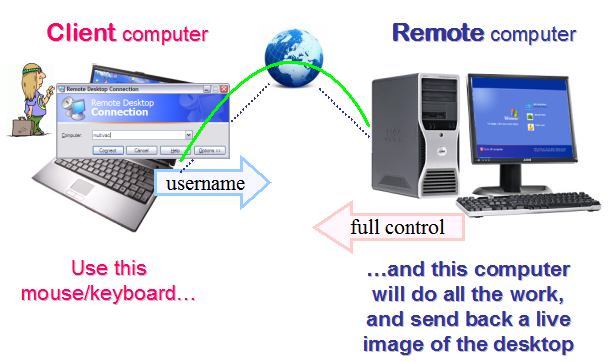 Client computer
Remote computer
Remote Desktop Connection
Remote Desktop
Connection
Computer:
multivac
Connect
Cancel
Help
Options >>
username
full control
Use this
mouse/keyboard…
…and this computer
will do all the work,
and send back a live
image of the desktop